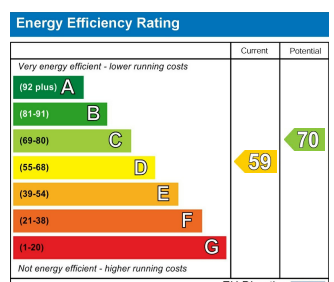 Energy Efficiency Rating
Current Potential
Very energy efficient - lower running costs
(92 plus) A
(81-91) B
(69-80) C
70
(55-68) D
59
(39-54) E
(21-38) F
(1-20) G
Not energy efficient - higher running costs